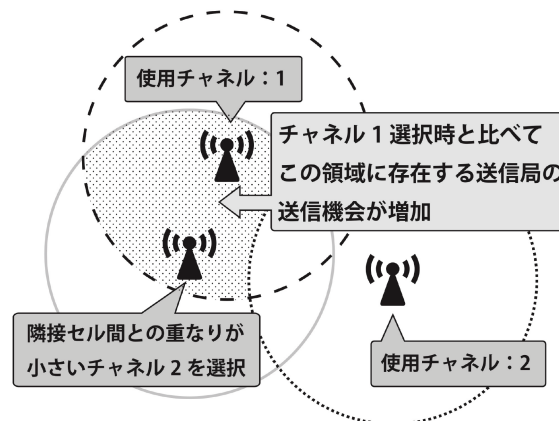 使用チャネル：1
チャネル 1 選択時と比べて
この領域に存在する送信局の
送信機会が増加
隣接セル間との重なりが
小さいチャネル 2 を選択
使用チャネル：2